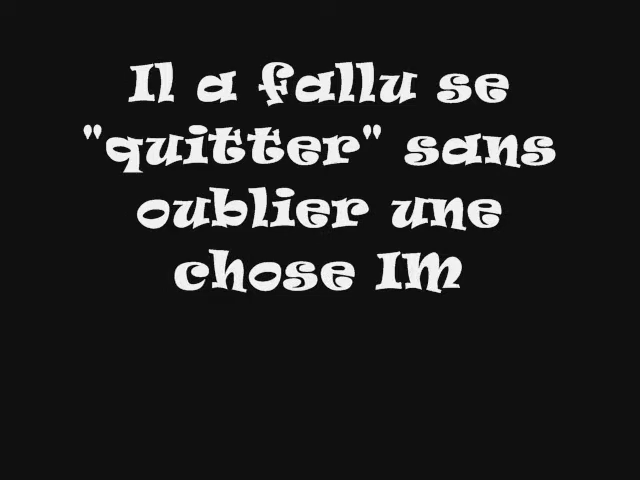 Il a fallu se
"quitter" sans
oublier une
chose IM